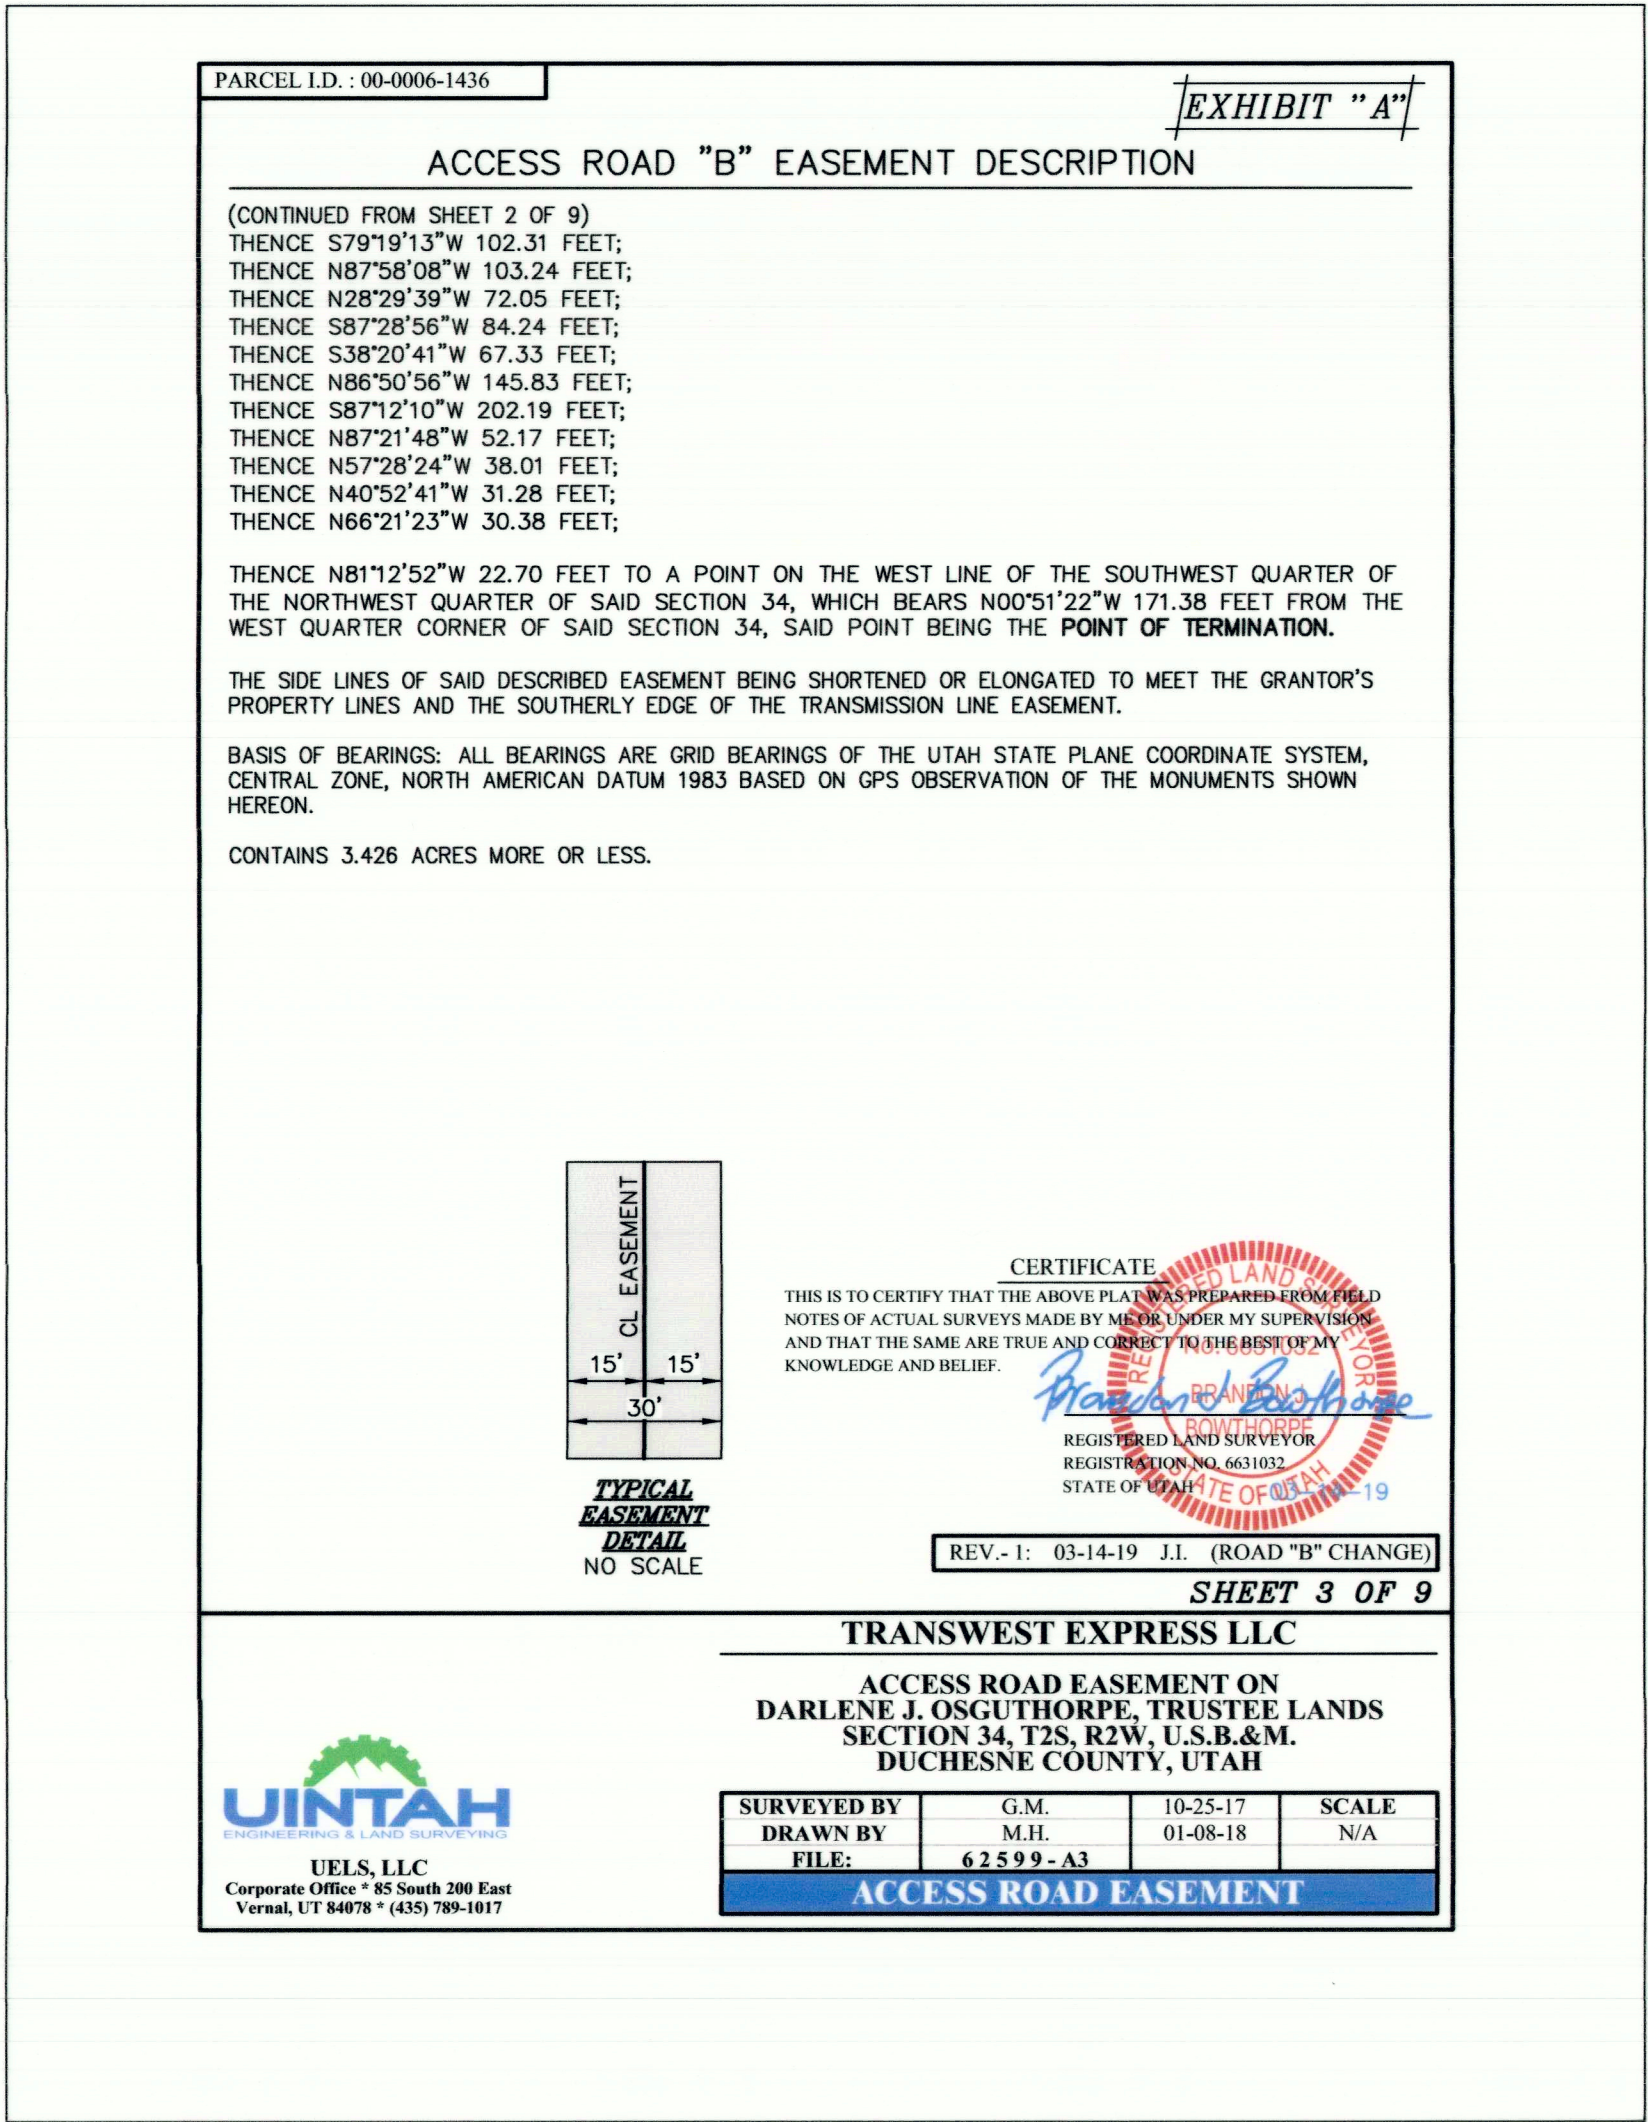 PARCEL I.D. : 00-0006-1436
EXHIBIT "A"
ACCESS ROAD "B" EASEMENT DESCRIPTION
(CONTINUED FROM SHEET 2 OF 9)
THENCE S79°19'13"W 102.31 FEET;
THENCE N87°58'08"W 103.24 FEET;
THENCE N28°29'39"W 72.05 FEET;
THENCE S87°28'56"W 84.24 FEET;
THENCE S38°20'41"W 67.33 FEET;
THENCE N86°50'56"W 145.83 FEET;
THENCE S87°12'10"W 202.19 FEET;
THENCE N87°21'48"W 52.17 FEET;
THENCE N57°28'24"W 38.01 FEET;
THENCE N40°52'41"W 31.28 FEET;
THENCE N66°21'23"W 30.38 FEET;
THENCE N81°12'52"W 22.70 FEET TO A POINT ON THE WEST LINE OF THE SOUTHWEST QUARTER OF
THE NORTHWEST QUARTER OF SAID SECTION 34, WHICH BEARS N00°51'22"W 171.38 FEET FROM THE
WEST QUARTER CORNER OF SAID SECTION 34, SAID POINT BEING THE POINT OF TERMINATION.
THE SIDE LINES OF SAID DESCRIBED EASEMENT BEING SHORTENED OR ELONGATED TO MEET THE GRANTOR'S
PROPERTY LINES AND THE SOUTHERLY EDGE OF THE TRANSMISSION LINE EASEMENT.
BASIS OF BEARINGS: ALL BEARINGS ARE GRID BEARINGS OF THE UTAH STATE PLANE COORDINATE SYSTEM,
CENTRAL ZONE, NORTH AMERICAN DATUM 1983 BASED ON GPS OBSERVATION OF THE MONUMENTS SHOWN
HEREON.
CONTAINS 3.426 ACRES MORE OR LESS.
CL EASEMENT
15' 15'
30'
TYPICAL
EASEMENT
DETAIL
NO SCALE
CERTIFICATE
THIS IS TO CERTIFY THAT THE ABOVE PLAT WAS PREPARED FROM FIELD
NOTES OF ACTUAL SURVEYS MADE BY ME OR UNDER MY SUPERVISION
AND THAT THE SAME ARE TRUE AND CORRECT TO THE BEST OF MY
KNOWLEDGE AND BELIEF.
REGISTERED LAND SURVEYOR
No. 6631032
BRANDON J.
BOWTHORPE
STATE OF UTAH
Brandon J Bowthorpe
REGISTERED LAND SURVEYOR
REGISTRATION NO. 6631032
STATE OF UTAH
03-14-19
REV.- 1: 03-14-19 J.I. (ROAD "B" CHANGE)
SHEET 3 OF 9
TRANSWEST EXPRESS LLC
ACCESS ROAD EASEMENT ON
DARLENE J. OSGUTHORPE, TRUSTEE LANDS
SECTION 34, T2S, R2W, U.S.B.&M.
DUCHESNE COUNTY, UTAH
UINTAH
ENGINEERING & LAND SURVEYING
UELS, LLC
Corporate Office * 85 South 200 East
Vernal, UT 84078 * (435) 789-1017
SURVEYED BY G.M. 10-25-17 SCALE
DRAWN BY M.H. 01-08-18 N/A
FILE: 62599-A3
ACCESS ROAD EASEMENT